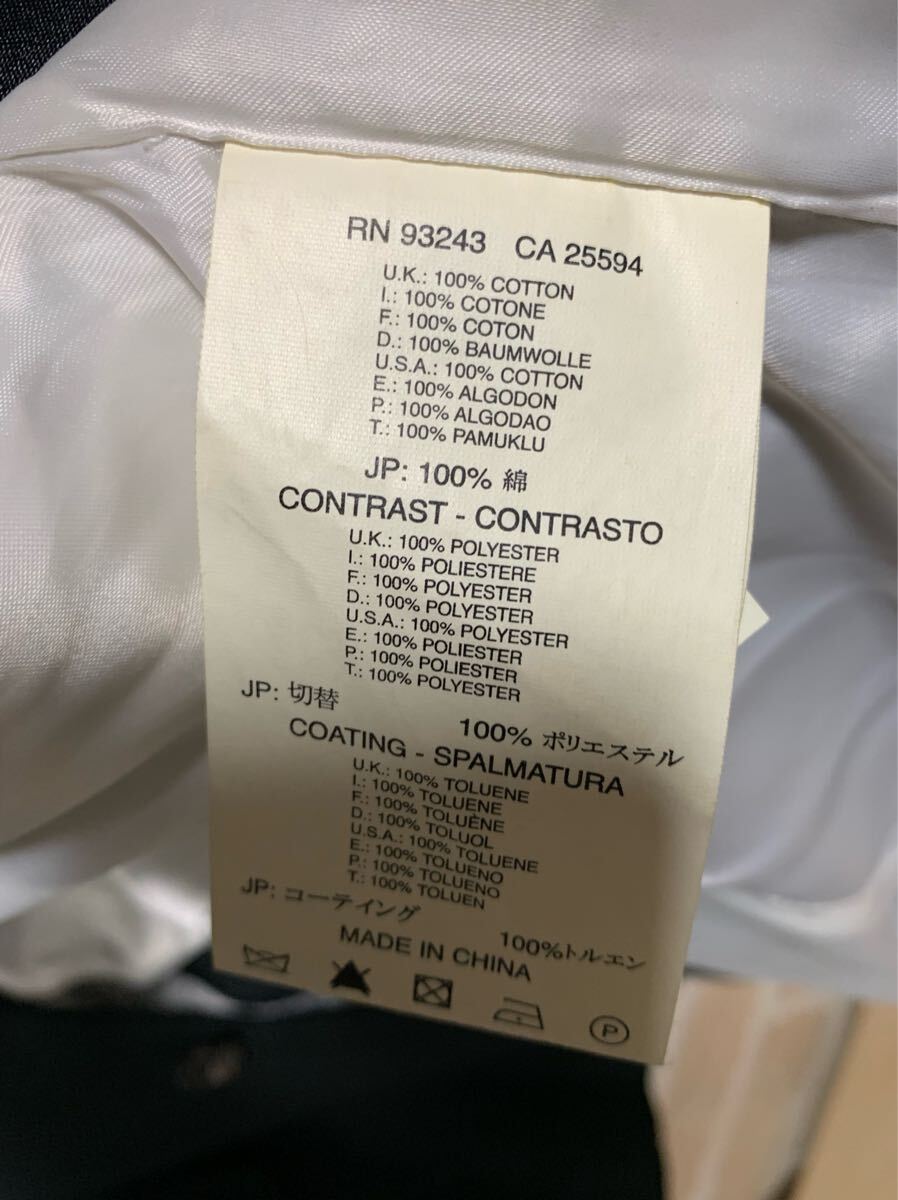 RN 93243 CA 25594
U.K.: 100% COTTON
I.: 100% COTONE
F.: 100% COTON
D.: 100% BAUMWOLLE
U.S.A.: 100% COTTON
E.: 100% ALGODON
P.: 100% ALGODAO
T.: 100% PAMUKLU
JP: 100% 綿
CONTRAST - CONTRASTO
U.K.: 100% POLYESTER
I.: 100% POLIESTERE
F.: 100% POLYESTER
D.: 100% POLYESTER
U.S.A.: 100% POLYESTER
E.: 100% POLIESTER
P.: 100% POLIESTER
T.: 100% POLYESTER
JP: 切替 100% ポリエステル
COATING - SPALMATURA
U.K.: 100% TOLUENE
I.: 100% TOLUENE
F.: 100% TOLUÈNE
D.: 100% TOLUOL
U.S.A.: 100% TOLUENE
E.: 100% TOLUENO
P.: 100% TOLUENO
T.: 100% TOLUEN
JP: コーティング 100%トルエン
MADE IN CHINA
P